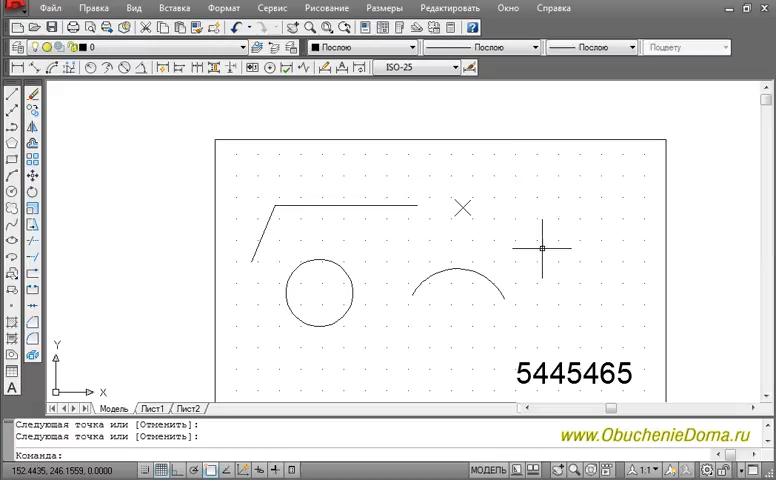 Файл Правка Вид Вставка Формат Сервис Рисование Размеры Редактировать Окно Справка
0 Послою Послою Послою Поцвету
ISO-25
5445465
Y
X
Модель Лист1 Лист2
Следующая точка или [Отменить]:
Следующая точка или [Отменить]:
Команда:
www.ObuchenieDoma.ru
152.4435, 246.1559, 0.0000 МОДЕЛЬ 1:1